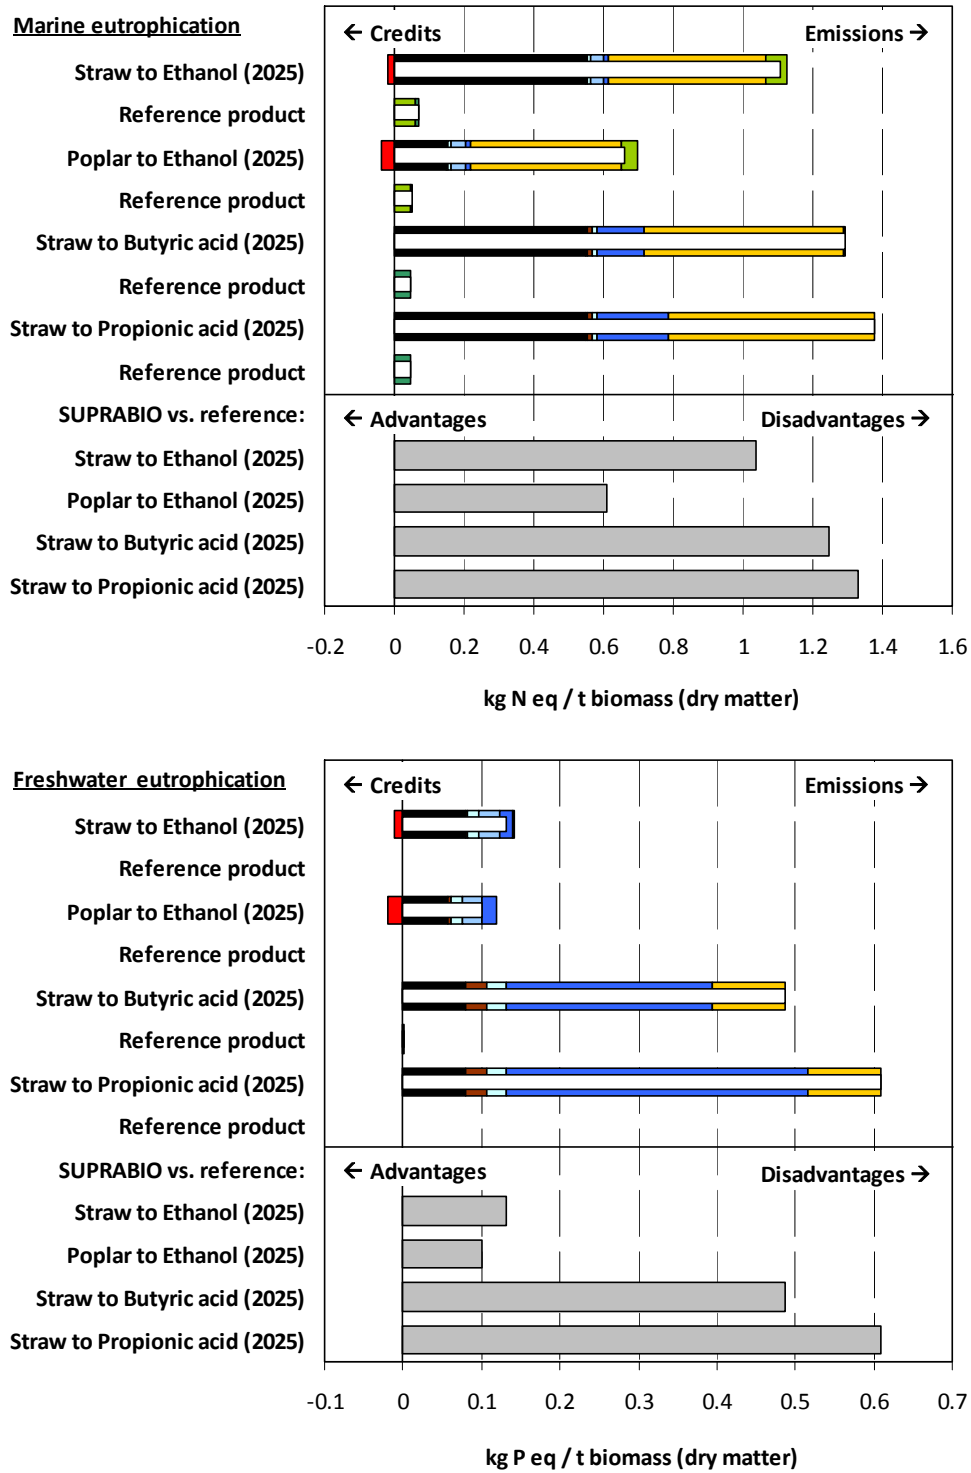 Marine eutrophication
← Credits Emissions →
Straw to Ethanol (2025)
Reference product
Poplar to Ethanol (2025)
Reference product
Straw to Butyric acid (2025)
Reference product
Straw to Propionic acid (2025)
Reference product
SUPRABIO vs. reference:
← Advantages Disadvantages →
Straw to Ethanol (2025)
Poplar to Ethanol (2025)
Straw to Butyric acid (2025)
Straw to Propionic acid (2025)
-0.2 0 0.2 0.4 0.6 0.8 1 1.2 1.4 1.6
kg N eq / t biomass (dry matter)
Freshwater eutrophication
← Credits Emissions →
Straw to Ethanol (2025)
Reference product
Poplar to Ethanol (2025)
Reference product
Straw to Butyric acid (2025)
Reference product
Straw to Propionic acid (2025)
Reference product
SUPRABIO vs. reference:
← Advantages Disadvantages →
Straw to Ethanol (2025)
Poplar to Ethanol (2025)
Straw to Butyric acid (2025)
Straw to Propionic acid (2025)
-0.1 0 0.1 0.2 0.3 0.4 0.5 0.6 0.7
kg P eq / t biomass (dry matter)